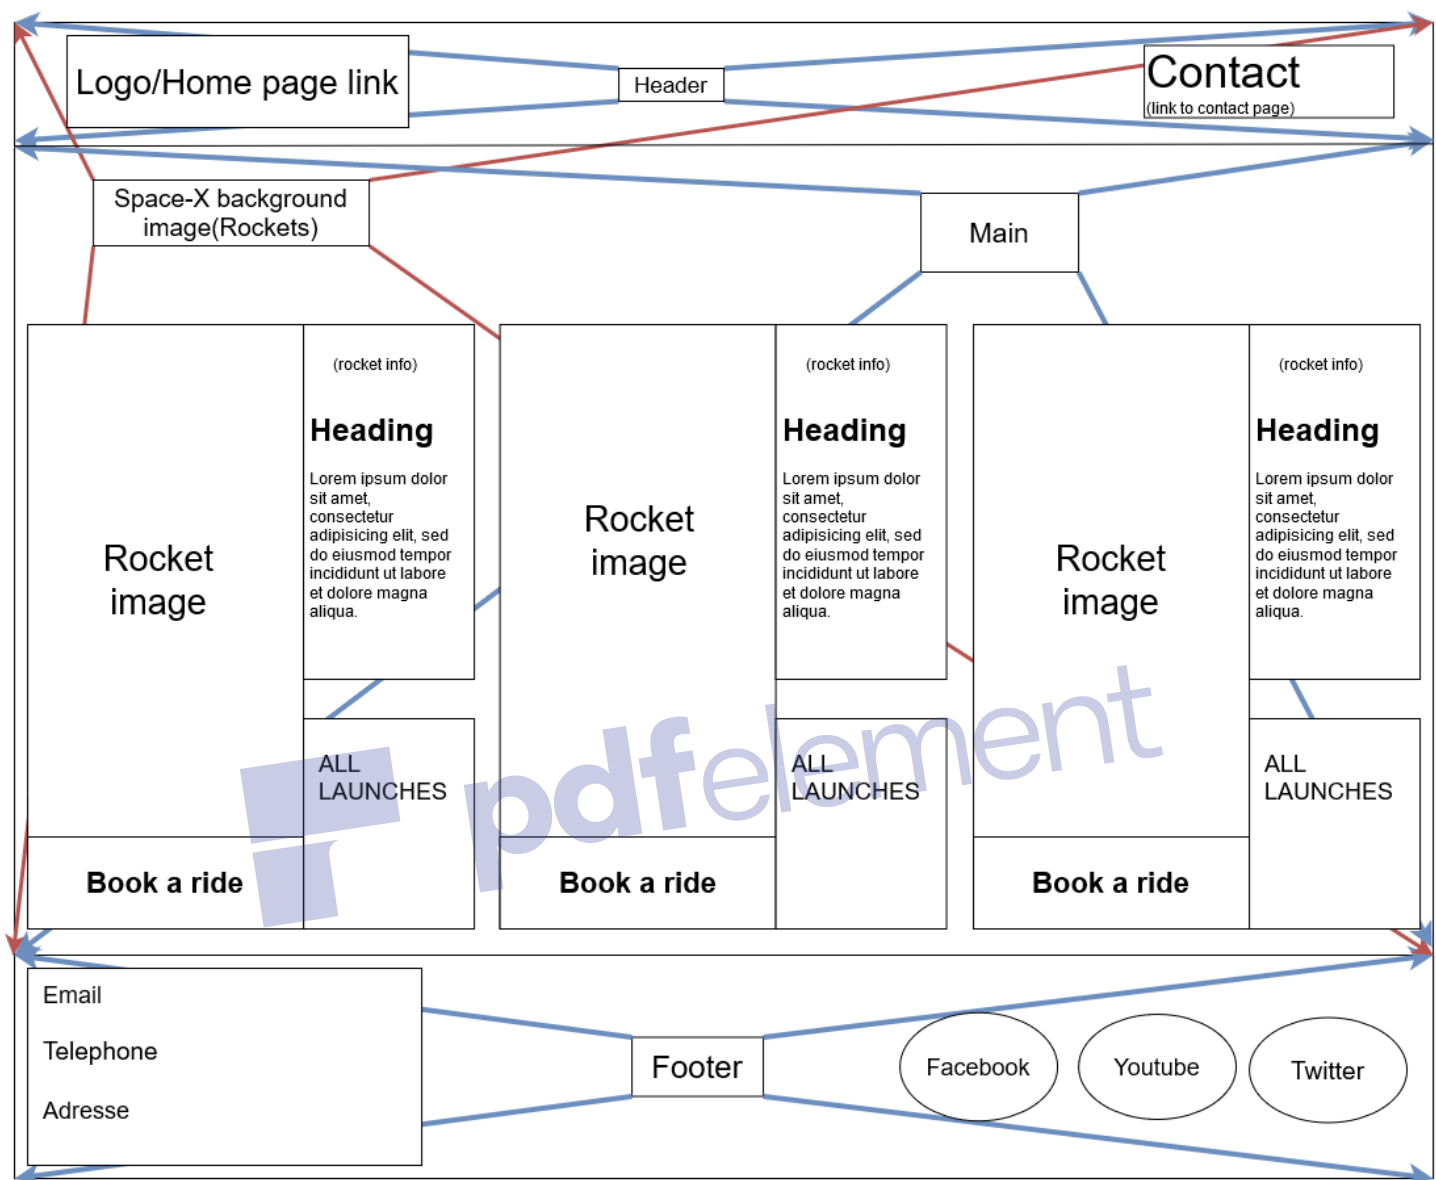 Logo/Home page link
Header
Contact
(link to contact page)
Space-X background
image(Rockets)
Main
Rocket
image
(rocket info)
Heading
Lorem ipsum dolor
sit amet,
consectetur
adipisicing elit, sed
do eiusmod tempor
incididunt ut labore
et dolore magna
aliqua.
ALL
LAUNCHES
Book a ride
Rocket
image
(rocket info)
Heading
Lorem ipsum dolor
sit amet,
consectetur
adipisicing elit, sed
do eiusmod tempor
incididunt ut labore
et dolore magna
aliqua.
ALL
LAUNCHES
Book a ride
Rocket
image
(rocket info)
Heading
Lorem ipsum dolor
sit amet,
consectetur
adipisicing elit, sed
do eiusmod tempor
incididunt ut labore
et dolore magna
aliqua.
ALL
LAUNCHES
Book a ride
pdfelement
Email
Telephone
Adresse
Footer
Facebook
Youtube
Twitter